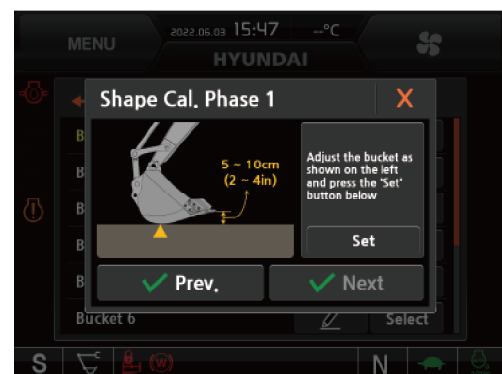 MENU
2022.06.03 15:47 --°C
HYUNDAI
Shape Cal. Phase 1
X
5 ~ 10cm
(2 ~ 4in)
Adjust the bucket as
shown on the left
and press the 'Set'
button below
Set
Prev.
Next
B
B
B
B
B
Bucket 6
Select
S
C
(W)
N